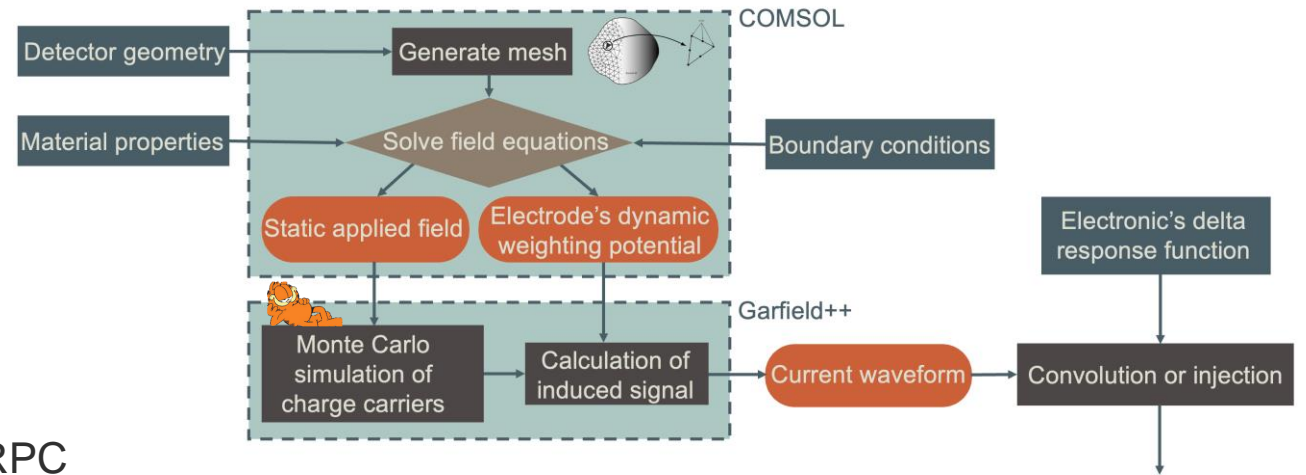 COMSOL
Detector geometry
Generate mesh
Material properties
Solve field equations
Boundary conditions
Static applied field
Electrode's dynamic
weighting potential
Electronic's delta
response function
Garfield++
Monte Carlo
simulation of
charge carriers
Calculation of
induced signal
Current waveform
Convolution or injection
RPC